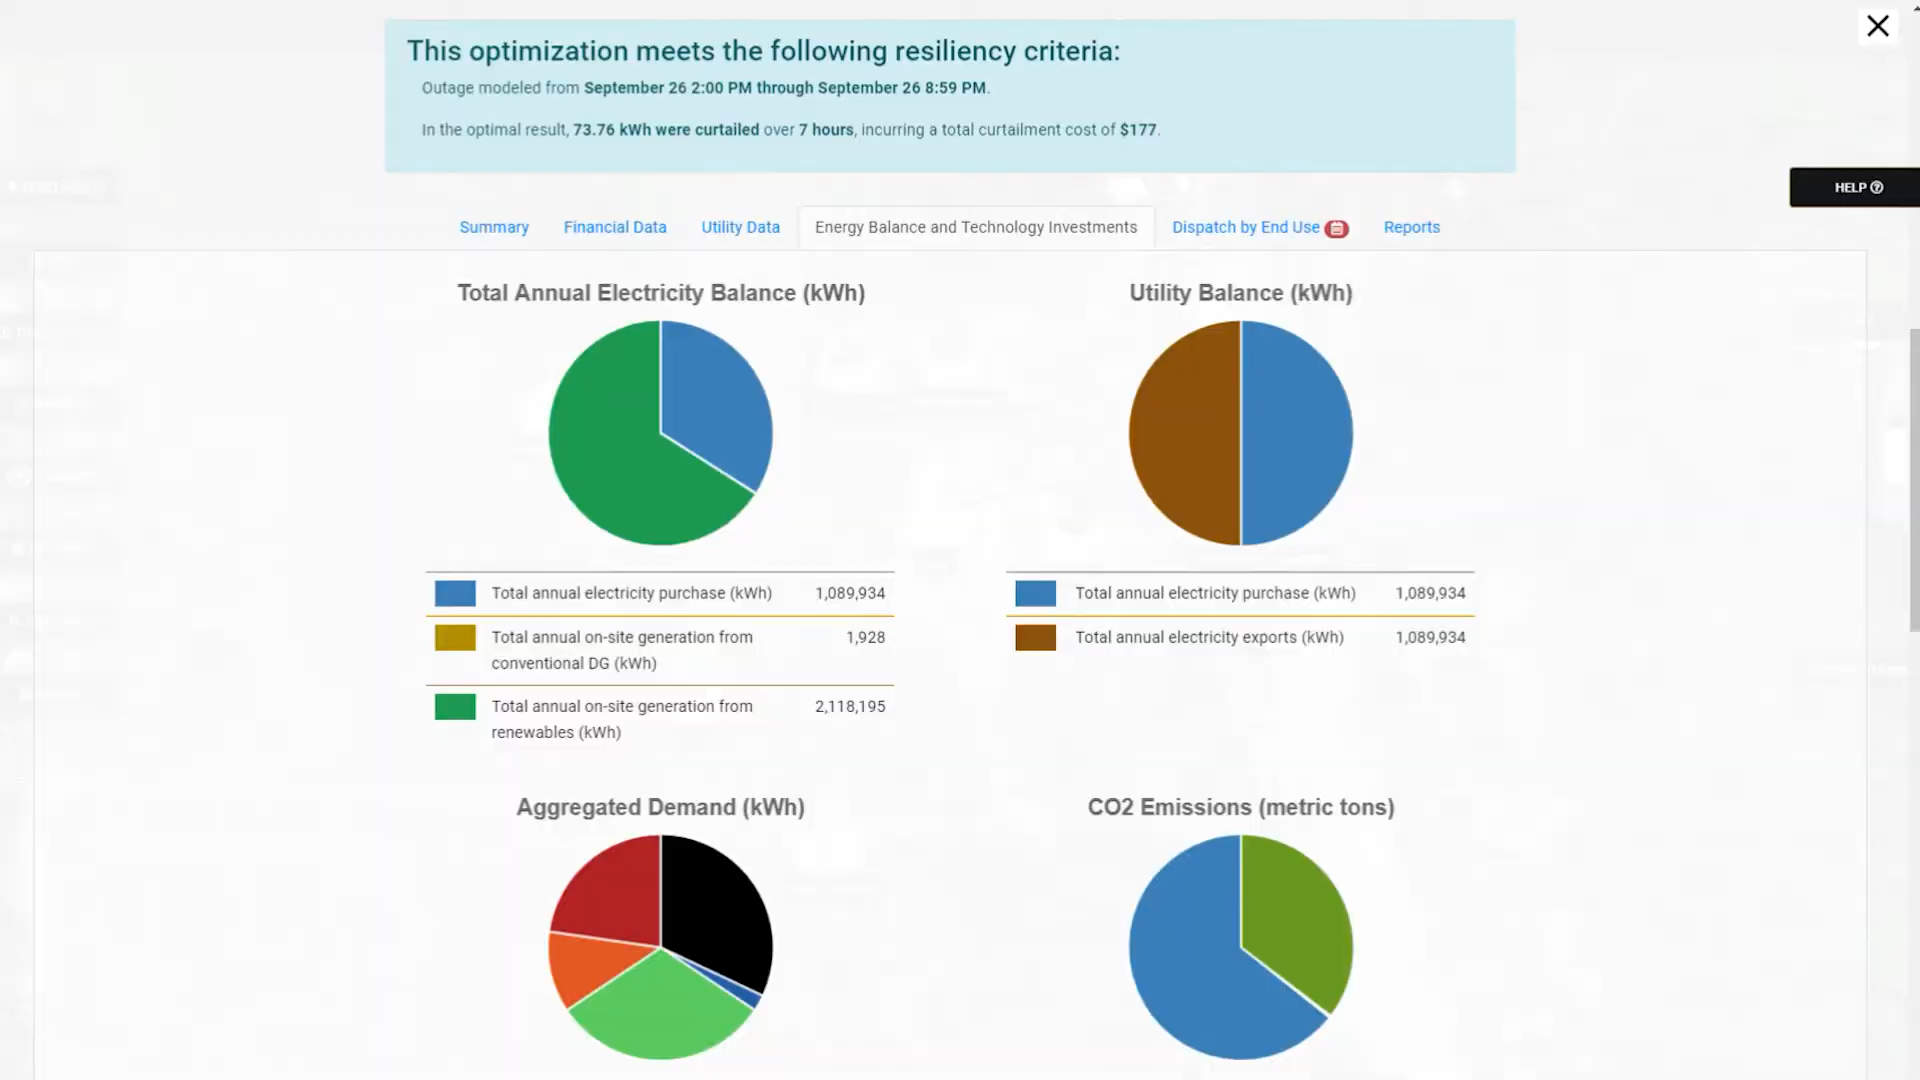 This optimization meets the following resiliency criteria:
Outage modeled from September 26 2:00 PM through September 26 8:59 PM.
In the optimal result, 73.76 kWh were curtailed over 7 hours, incurring a total curtailment cost of $177.
HELP
Summary
Financial Data
Utility Data
Energy Balance and Technology Investments
Dispatch by End Use
Reports
Total Annual Electricity Balance (kWh)
Total annual electricity purchase (kWh) 1,089,934
Total annual on-site generation from 1,928
conventional DG (kWh)
Total annual on-site generation from 2,118,195
renewables (kWh)
Utility Balance (kWh)
Total annual electricity purchase (kWh) 1,089,934
Total annual electricity exports (kWh) 1,089,934
Aggregated Demand (kWh)
CO2 Emissions (metric tons)